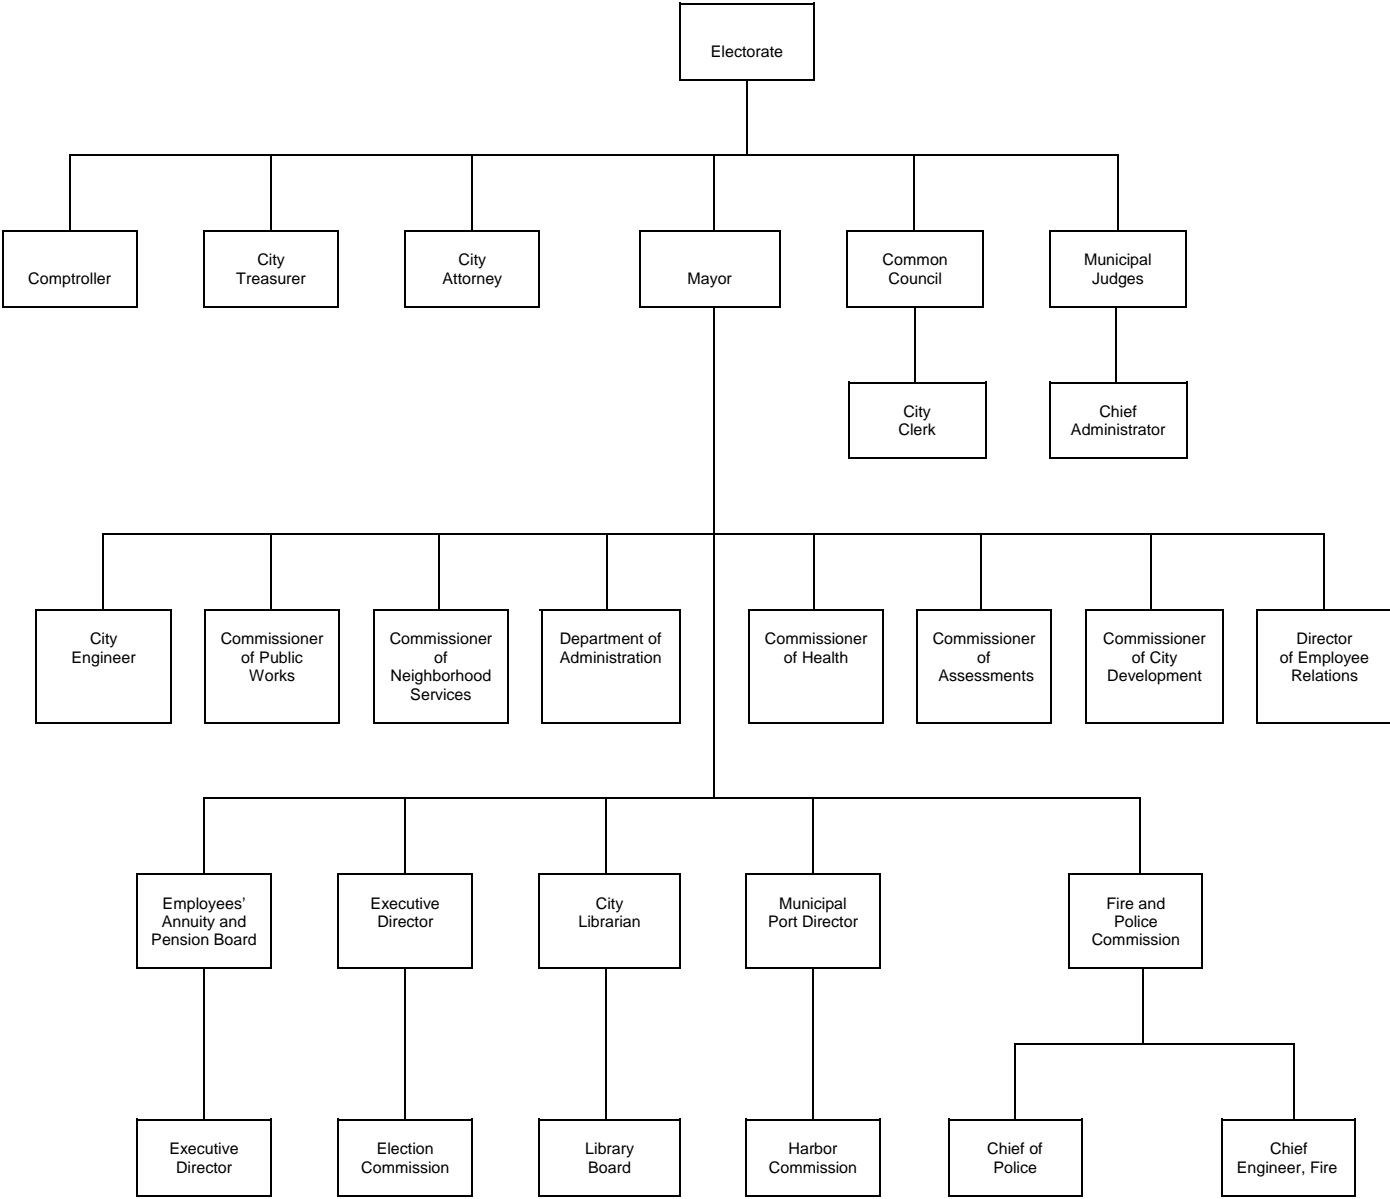 Electorate
Comptroller
City
Treasurer
City
Attorney
Mayor
Common
Council
Municipal
Judges
City
Clerk
Chief
Administrator
City
Engineer
Commissioner
of Public
Works
Commissioner
of
Neighborhood
Services
Department of
Administration
Commissioner
of Health
Commissioner
of
Assessments
Commissioner
of City
Development
Director
of Employee
Relations
Employees’
Annuity and
Pension Board
Executive
Director
City
Librarian
Municipal
Port Director
Fire and
Police
Commission
Executive
Director
Election
Commission
Library
Board
Harbor
Commission
Chief of
Police
Chief
Engineer, Fire